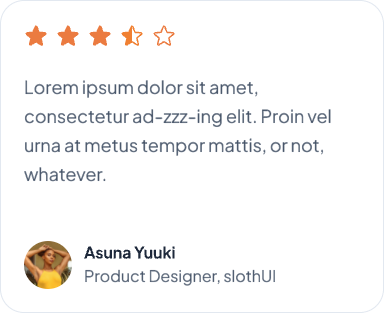 Lorem ipsum dolor sit amet,
consectetur ad-zzz-ing elit. Proin vel
urna at metus tempor mattis, or not,
whatever.
Asuna Yuuki
Product Designer, slothUI